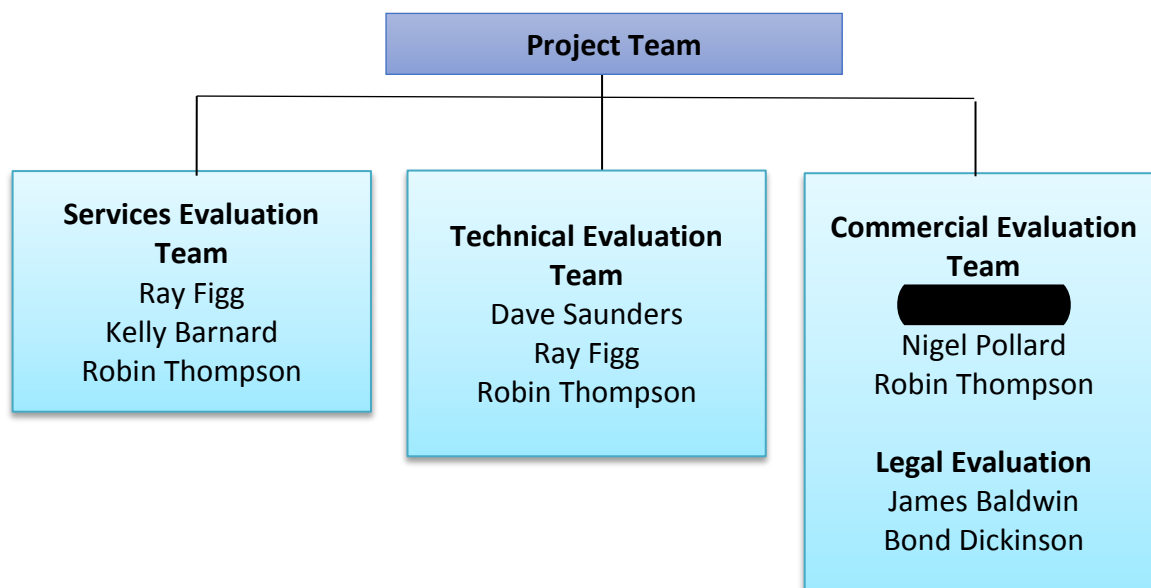 Project Team
Services Evaluation
Team
Ray Figg
Kelly Barnard
Robin Thompson
Technical Evaluation
Team
Dave Saunders
Ray Figg
Robin Thompson
Commercial Evaluation
Team
Nigel Pollard
Robin Thompson
Legal Evaluation
James Baldwin
Bond Dickinson